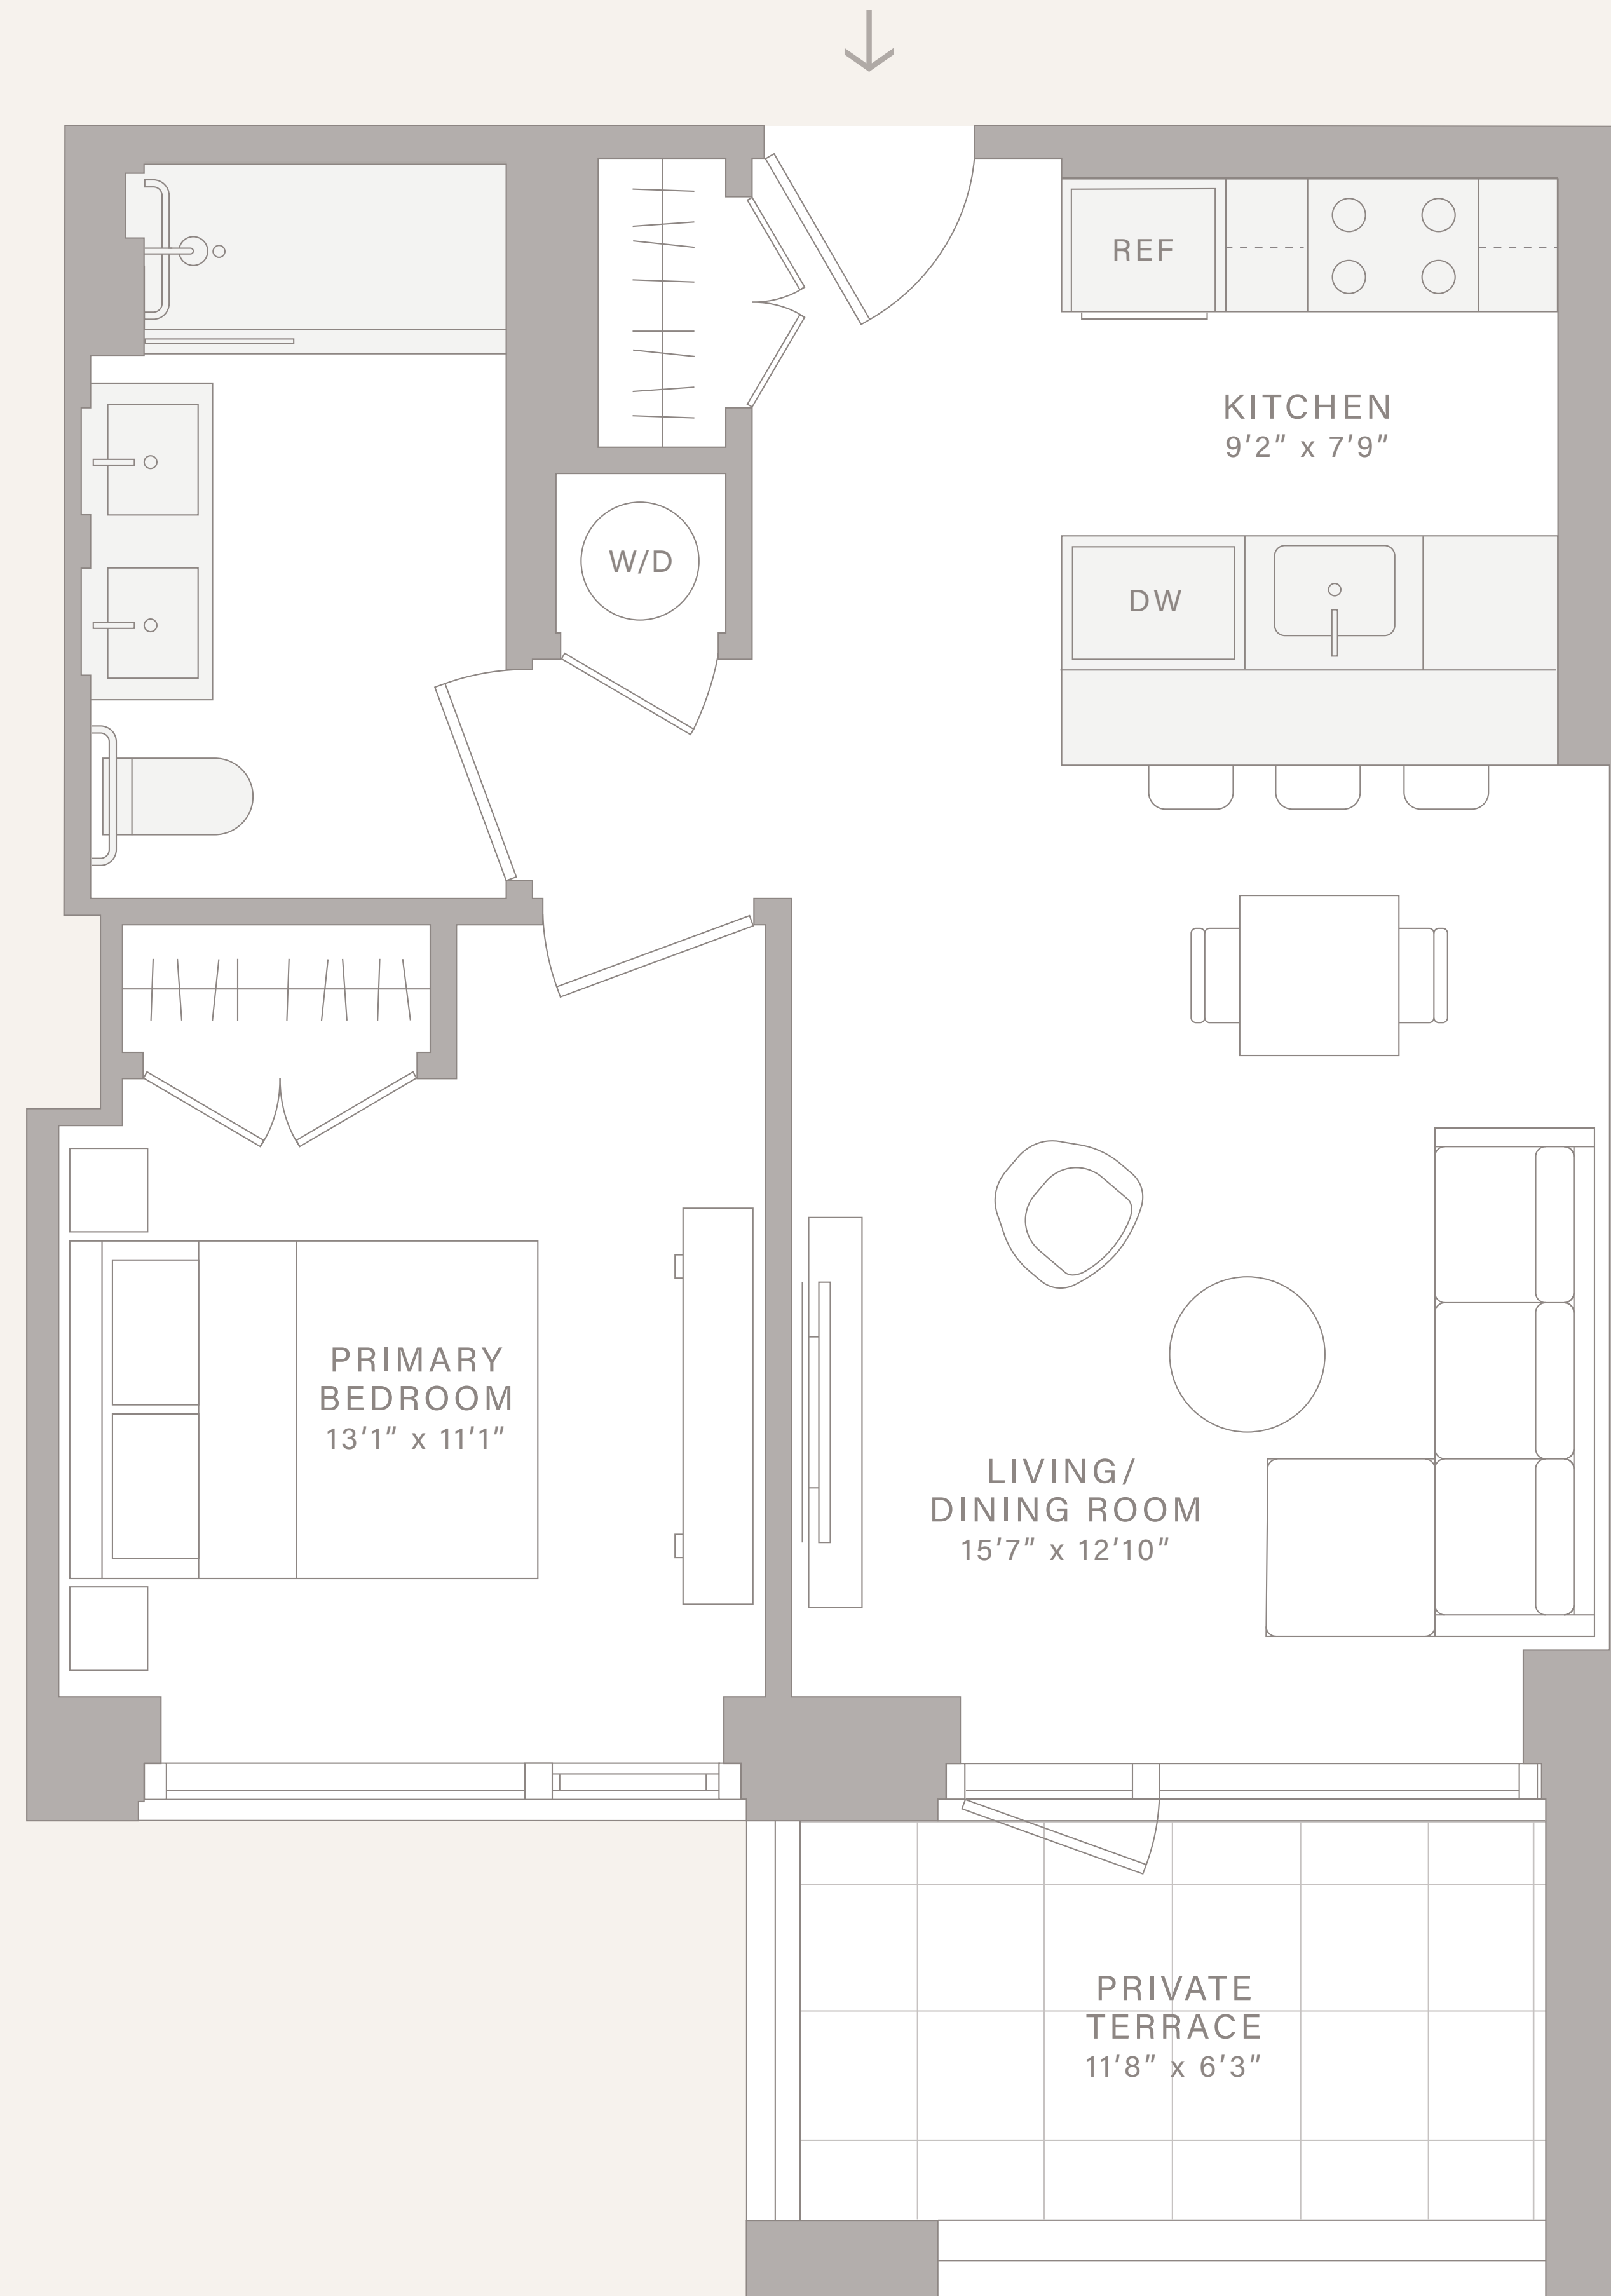 REF
KITCHEN
9’2” x 7’9”
W/D
DW
PRIMARY
BEDROOM
13’1” x 11’1”
LIVING/
DINING ROOM
15’7” x 12’10”
PRIVATE
TERRACE
11’8” x 6’3”